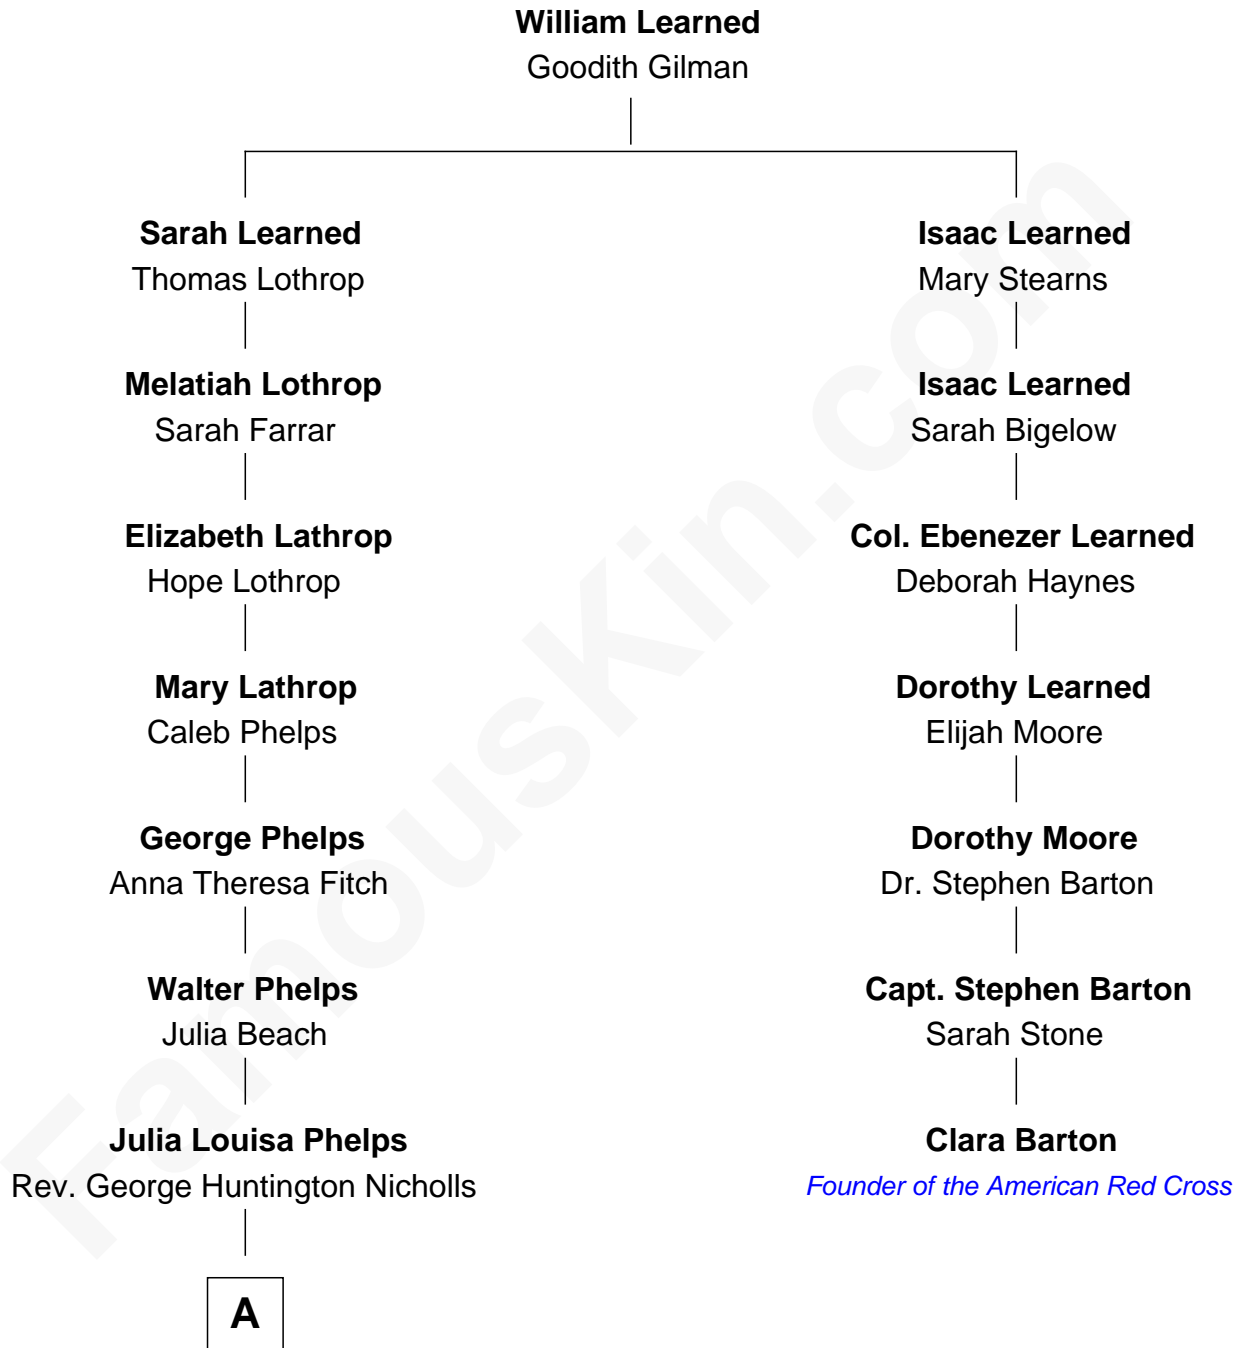 William Learned
Goodith Gilman
Sarah Learned
Thomas Lothrop
Isaac Learned
Mary Stearns
Melatiah Lothrop
Sarah Farrar
Isaac Learned
Sarah Bigelow
Elizabeth Lathrop
Hope Lothrop
Col. Ebenezer Learned
Deborah Haynes
Mary Lathrop
Caleb Phelps
Dorothy Learned
Elijah Moore
George Phelps
Anna Theresa Fitch
Dorothy Moore
Dr. Stephen Barton
Walter Phelps
Julia Beach
Capt. Stephen Barton
Sarah Stone
Julia Louisa Phelps
Rev. George Huntington Nicholls
Clara Barton
Founder of the American Red Cross
A
FamousKin.com